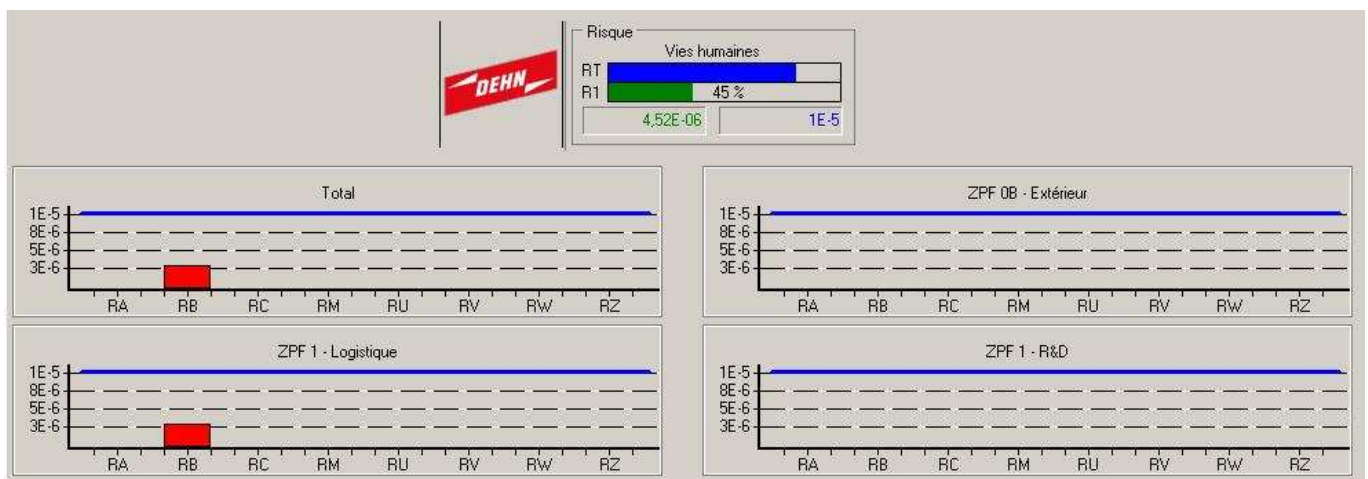 Risque
Vies humaines
DEHN
RT
R1 45 %
4,52E-06 1E-5
Total
1E-5
8E-6
5E-6
3E-6
RA RB RC RM RU RV RW RZ
ZPF 0B - Extérieur
1E-5
8E-6
5E-6
3E-6
RA RB RC RM RU RV RW RZ
ZPF 1 - Logistique
1E-5
8E-6
5E-6
3E-6
RA RB RC RM RU RV RW RZ
ZPF 1 - R&D
1E-5
8E-6
5E-6
3E-6
RA RB RC RM RU RV RW RZ